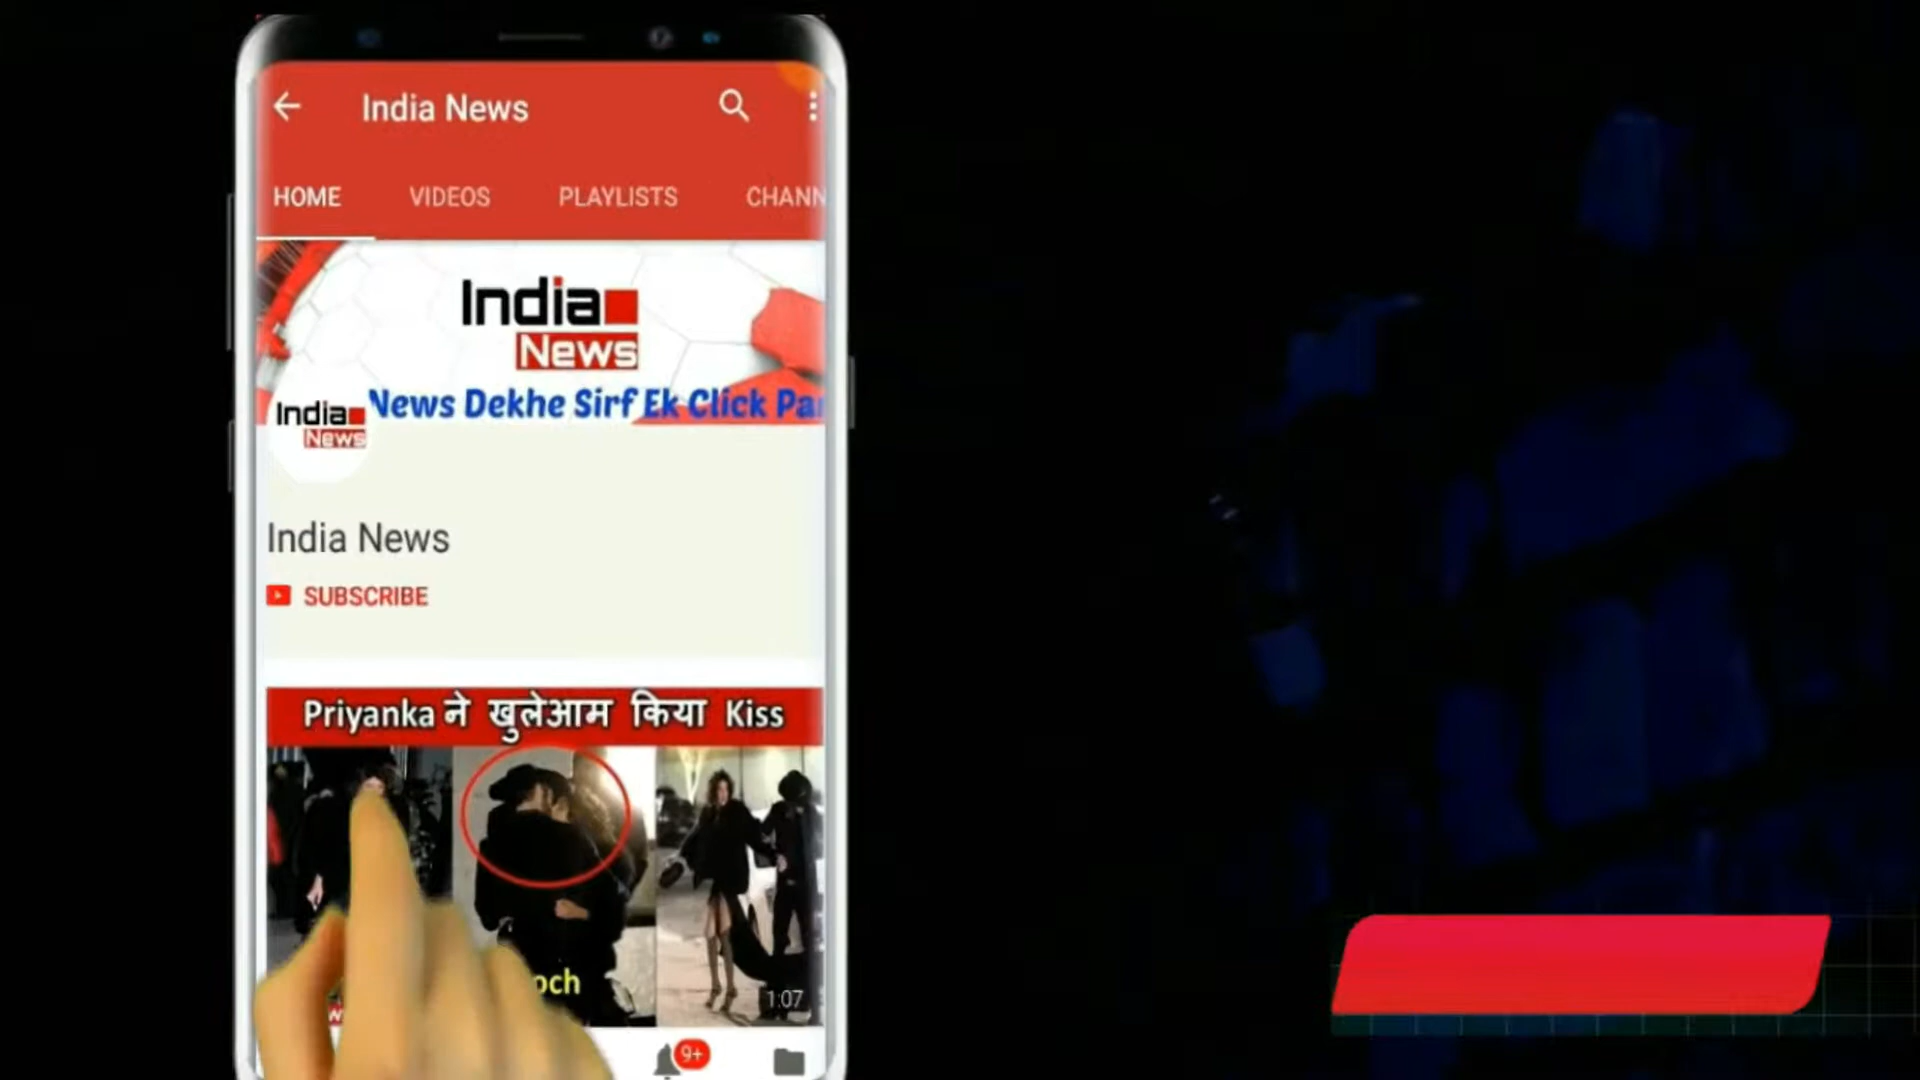 India News
HOME VIDEOS PLAYLISTS CHANN
India
News
News Dekhe Sirf Ek Click Par
India
News
India News
SUBSCRIBE
Priyanka ने खुलेआम किया Kiss
och
1:07
9+